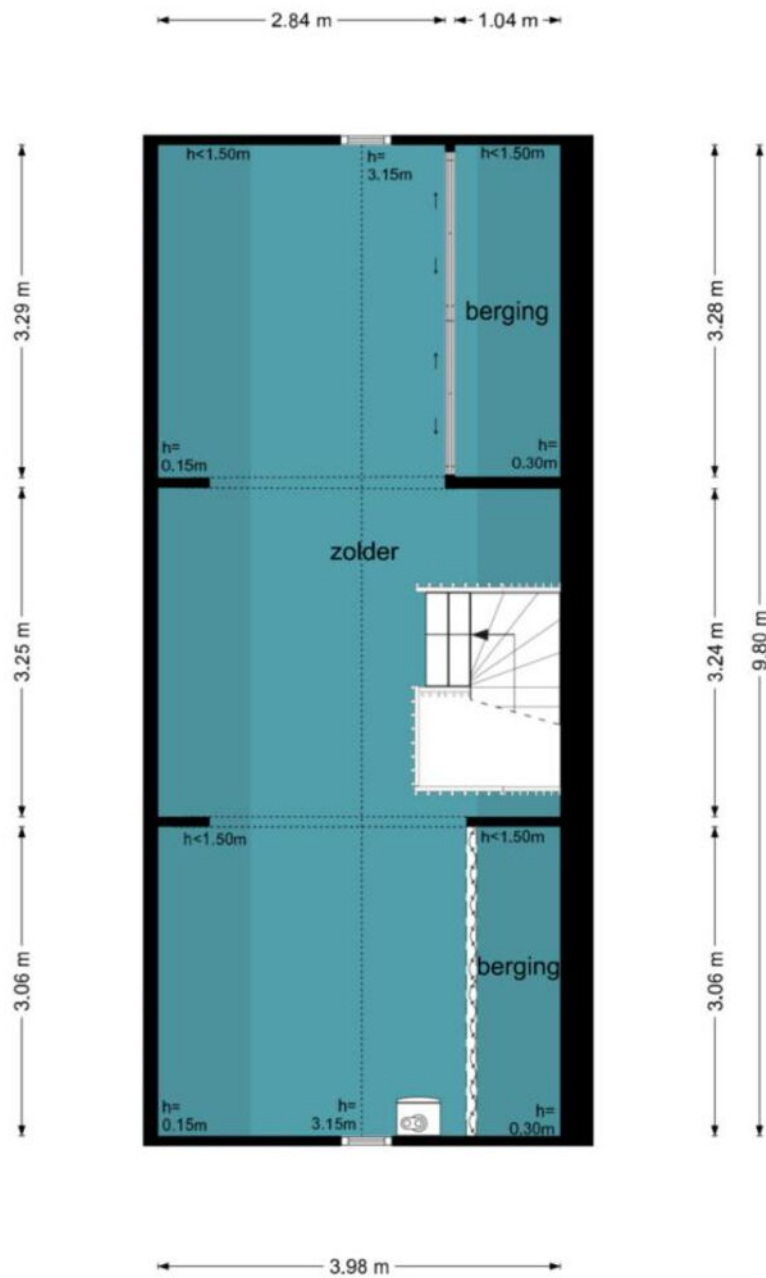 2.84 m
1.04 m
h<1.50m
h=
3.15m
h<1.50m
3.29 m
3.28 m
berging
h=
0.15m
h=
0.30m
9.80 m
zolder
3.25 m
3.24 m
h<1.50m
h<1.50m
3.06 m
3.06 m
berging
h=
0.15m
h=
3.15m
h=
0.30m
3.98 m